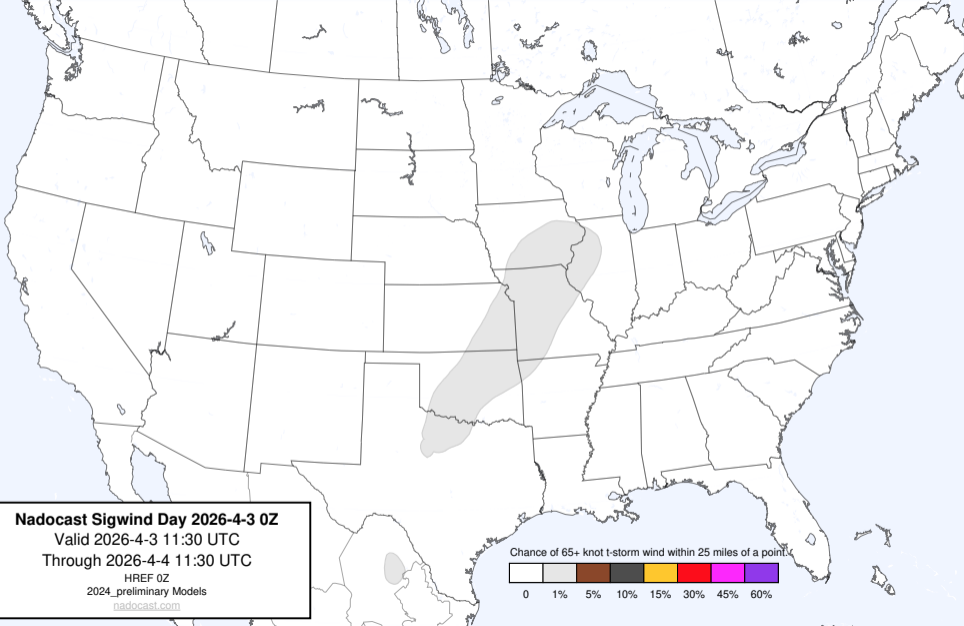 Nadocast Sigwind Day 2026-4-3 0Z
Valid 2026-4-3 11:30 UTC
Through 2026-4-4 11:30 UTC
HREF 0Z
2024_preliminary Models
nadocast.com
Chance of 65+ knot t-storm wind within 25 miles of a point.
0 1% 5% 10% 15% 30% 45% 60%